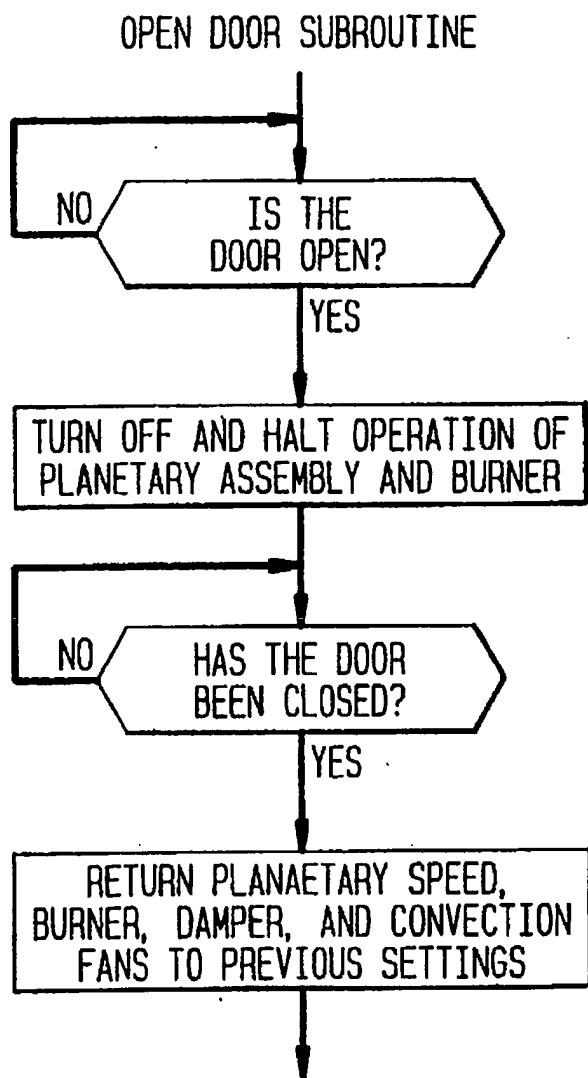 OPEN DOOR SUBROUTINE
NO
IS THE
DOOR OPEN?
YES
TURN OFF AND HALT OPERATION OF
PLANETARY ASSEMBLY AND BURNER
NO
HAS THE DOOR
BEEN CLOSED?
YES
RETURN PLANAETARY SPEED,
BURNER, DAMPER, AND CONVECTION
FANS TO PREVIOUS SETTINGS